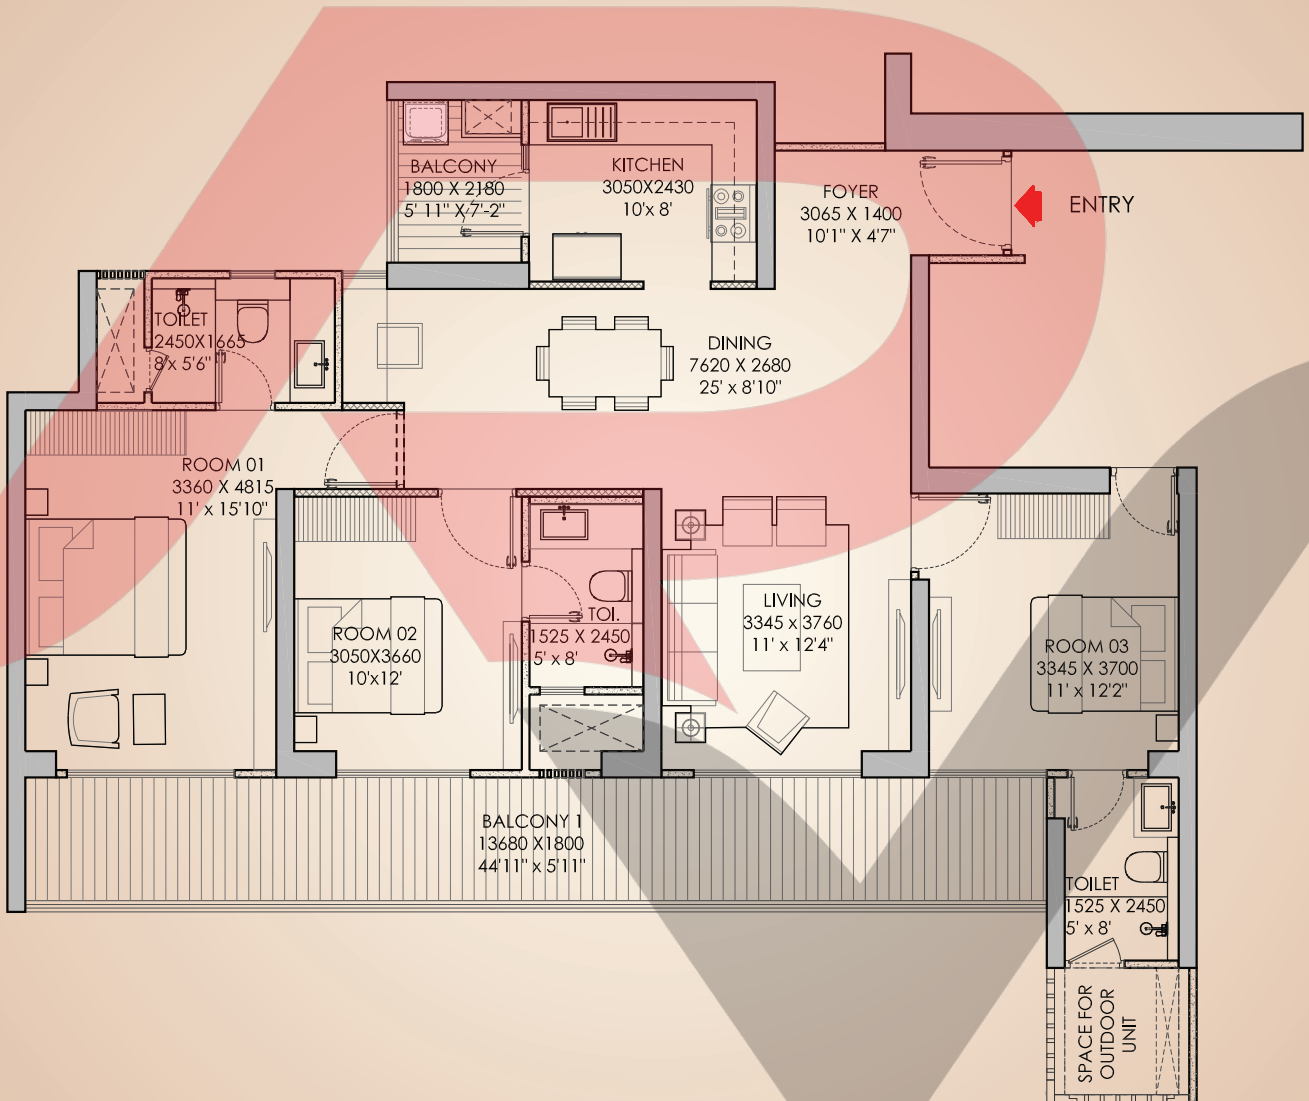 BALCONY
1800 X 2180
5' 11" X 7'-2"
KITCHEN
3050X2430
10'x 8'
FOYER
3065 X 1400
10'1" X 4'7"
ENTRY
TOILET
2450X1665
8'x 5'6"
DINING
7620 X 2680
25' x 8'10"
ROOM 01
3360 X 4815
11' x 15'10"
ROOM 02
3050X3660
10'x12'
TOI.
1525 X 2450
5' x 8'
LIVING
3345 x 3760
11' x 12'4"
ROOM 03
3345 X 3700
11' x 12'2"
BALCONY 1
13680 X1800
44'11" x 5'11"
TOILET
1525 X 2450
5' x 8'
SPACE FOR
OUTDOOR
UNIT